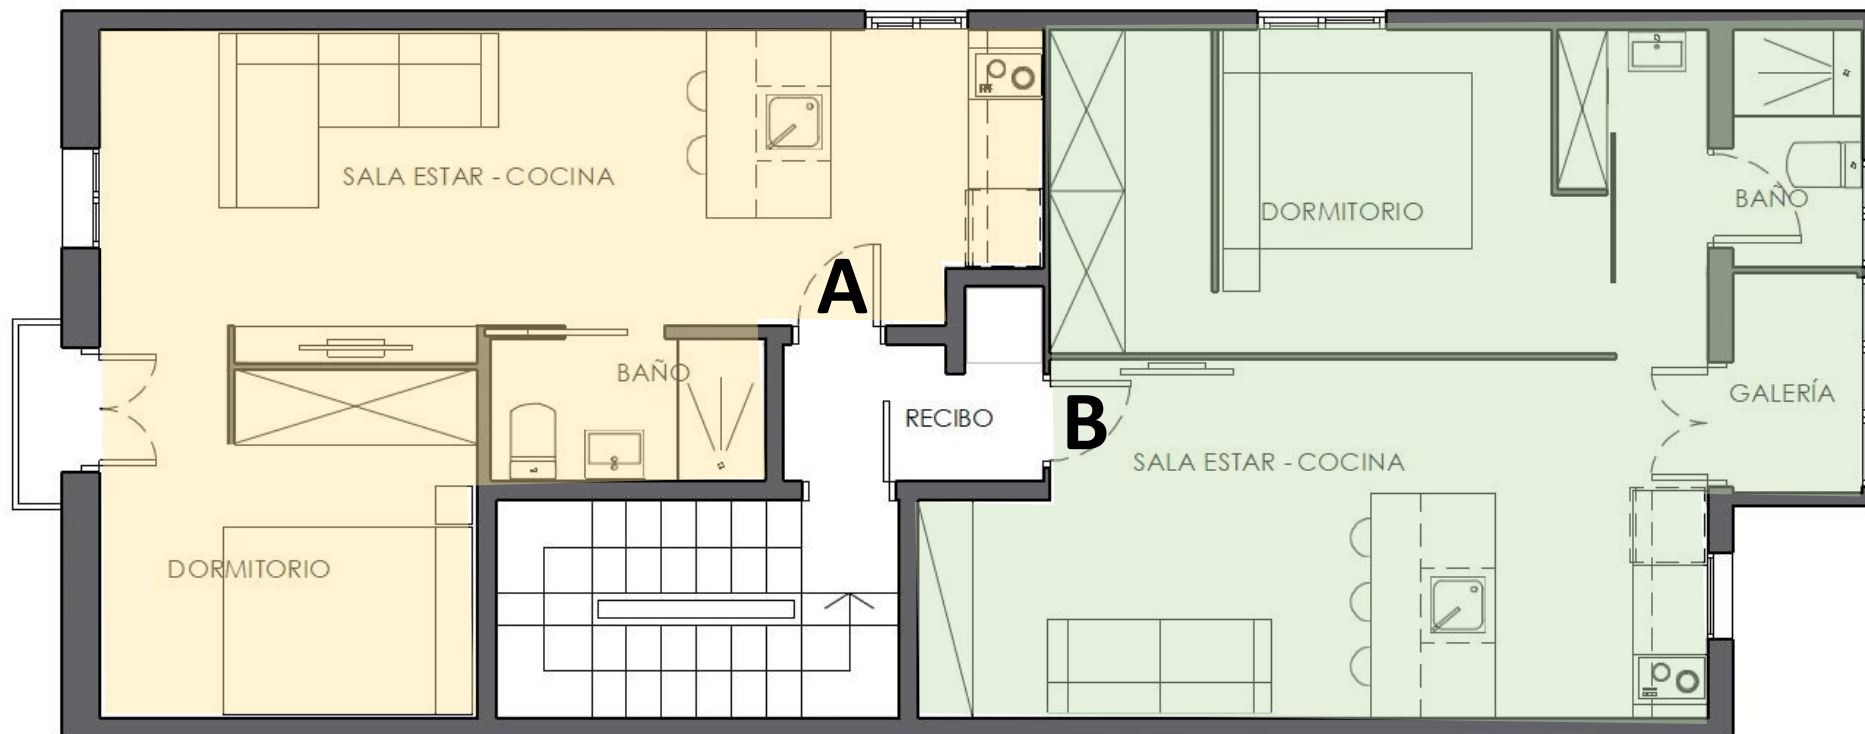 SALA ESTAR - COCINA
DORMITORIO
BAÑO
A
BAÑO
RECIBO
B
GALERÍA
SALA ESTAR - COCINA
DORMITORIO